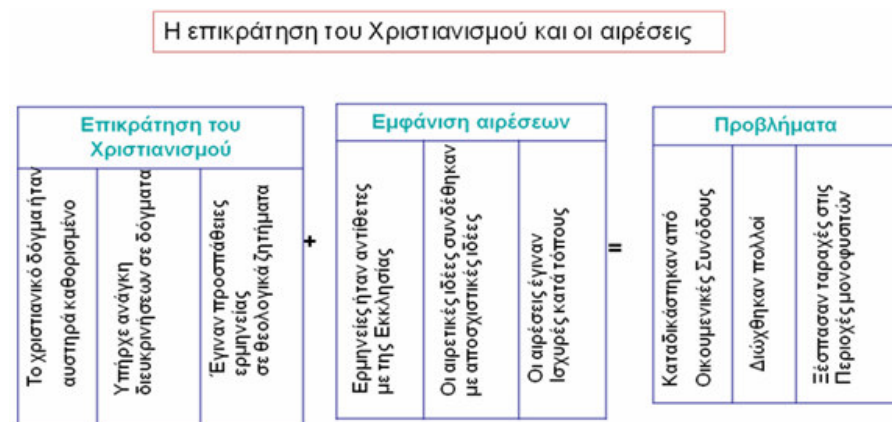 Η επικράτηση του Χριστιανισμού και οι αιρέσεις
Επικράτηση του
Χριστιανισμού
Το χριστιανικό δόγμα ήταν
αυστηρά καθορισμένο
Υπήρχε ανάγκη
διευκρινήσεων σε δόγματα
Έγιναν προσπάθειες
ερμηνείας
σε θεολογικά ζητήματα
+
Εμφάνιση αιρέσεων
Ερμηνείες ήταν αντίθετες
με της Εκκλησίας
Οι αιρετικές ιδέες συνδέθηκαν
με αποσχιστικές ιδέες
Οι αιρέσεις έγιναν
Ισχυρές κατά τόπους
=
Προβλήματα
Καταδικάστηκαν από
Οικουμενικές Συνόδους
Διώχθηκαν πολλοί
Ξέσπασαν ταραχές στις
Περιοχές μονοφυσιτών